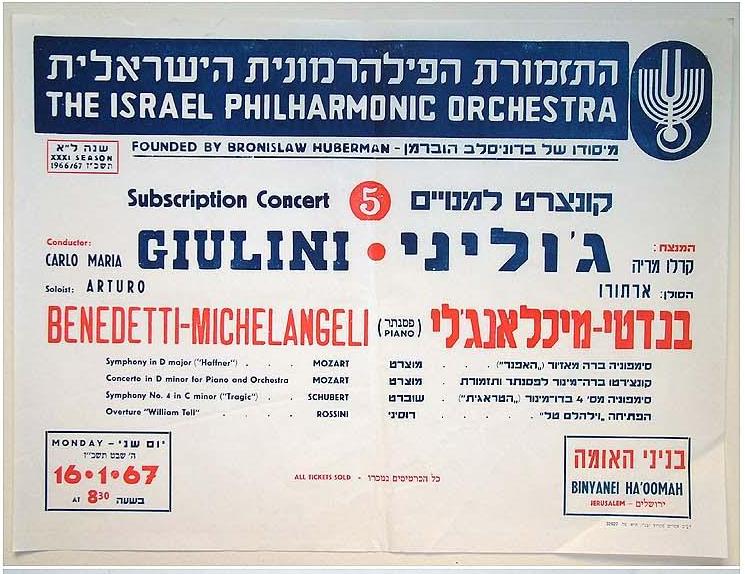 התזמורת הפילהרמונית הישראלית
THE ISRAEL PHILHARMONIC ORCHESTRA
שנה ל"א
XXXI SEASON
1966/67 תשכ"ז
FOUNDED BY BRONISLAW HUBERMAN - מיסודו של ברוניסלב הוברמן
Subscription Concert 5 קונצרט למנויים
Conductor: המנצח:
CARLO MARIA GIULINI • ג'וליני קרלו מריה
Soloist: ARTURO הסולן: ארתורו
BENEDETTI-MICHELANGELI (פסנתר PIANO) בנדטי-מיכלאנג'לי
Symphony in D major ("Haffner") . . . MOZART מוצרט . . . סימפוניה ברה מאז'ור („האפנר")
Concerto in D minor for Piano and Orchestra MOZART מוצרט . קונצ'רטו ברה-מינור לפסנתר ותזמורת
Symphony No. 4 in C minor ("Tragic") . . SCHUBERT שוברט . סימפוניה מס' 4 בדו-מינור („הטראגית")
Overture "William Tell" . . . . ROSSINI רוסיני . . . . . הפתיחה „וילהלם טל"
MONDAY - יום שני
ה' שבט תשכ"ז
16·1·67
AT 830 בשעה
ALL TICKETS SOLD - כל הכרטיסים נמכרו
בניני האומה
BINYANEI HA'OOMAH
JERUSALEM - ירושלים